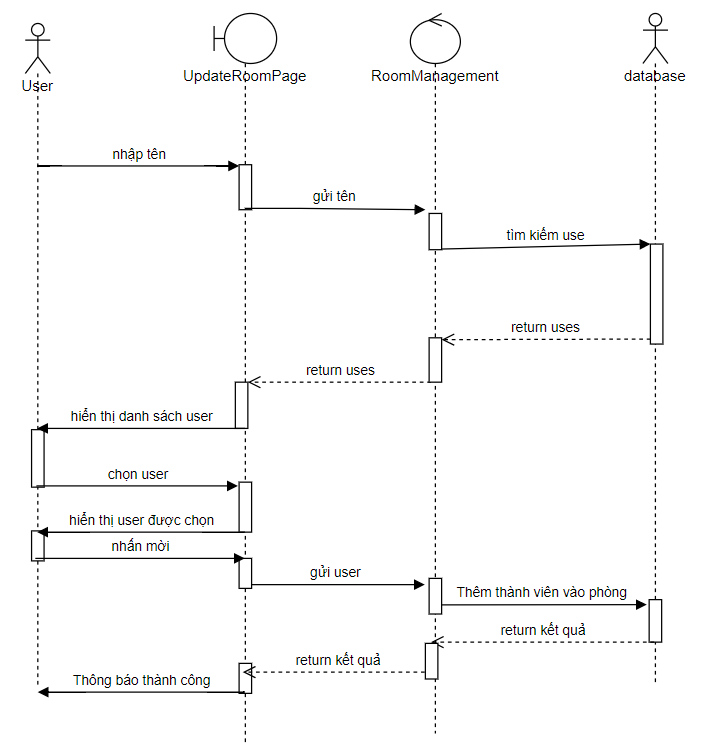 User
UpdateRoomPage
RoomManagement
database
nhập tên
gửi tên
tìm kiếm use
return uses
return uses
hiển thị danh sách user
chọn user
hiển thị user được chọn
nhấn mời
gửi user
Thêm thành viên vào phòng
return kết quả
return kết quả
Thông báo thành công